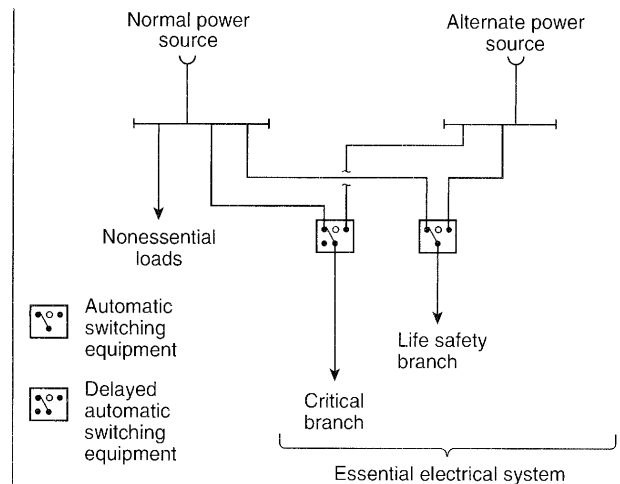 Normal power
source
Alternate power
source
Nonessential
loads
Automatic
switching
equipment
Life safety
branch
Delayed
automatic
switching
equipment
Critical
branch
Essential electrical system